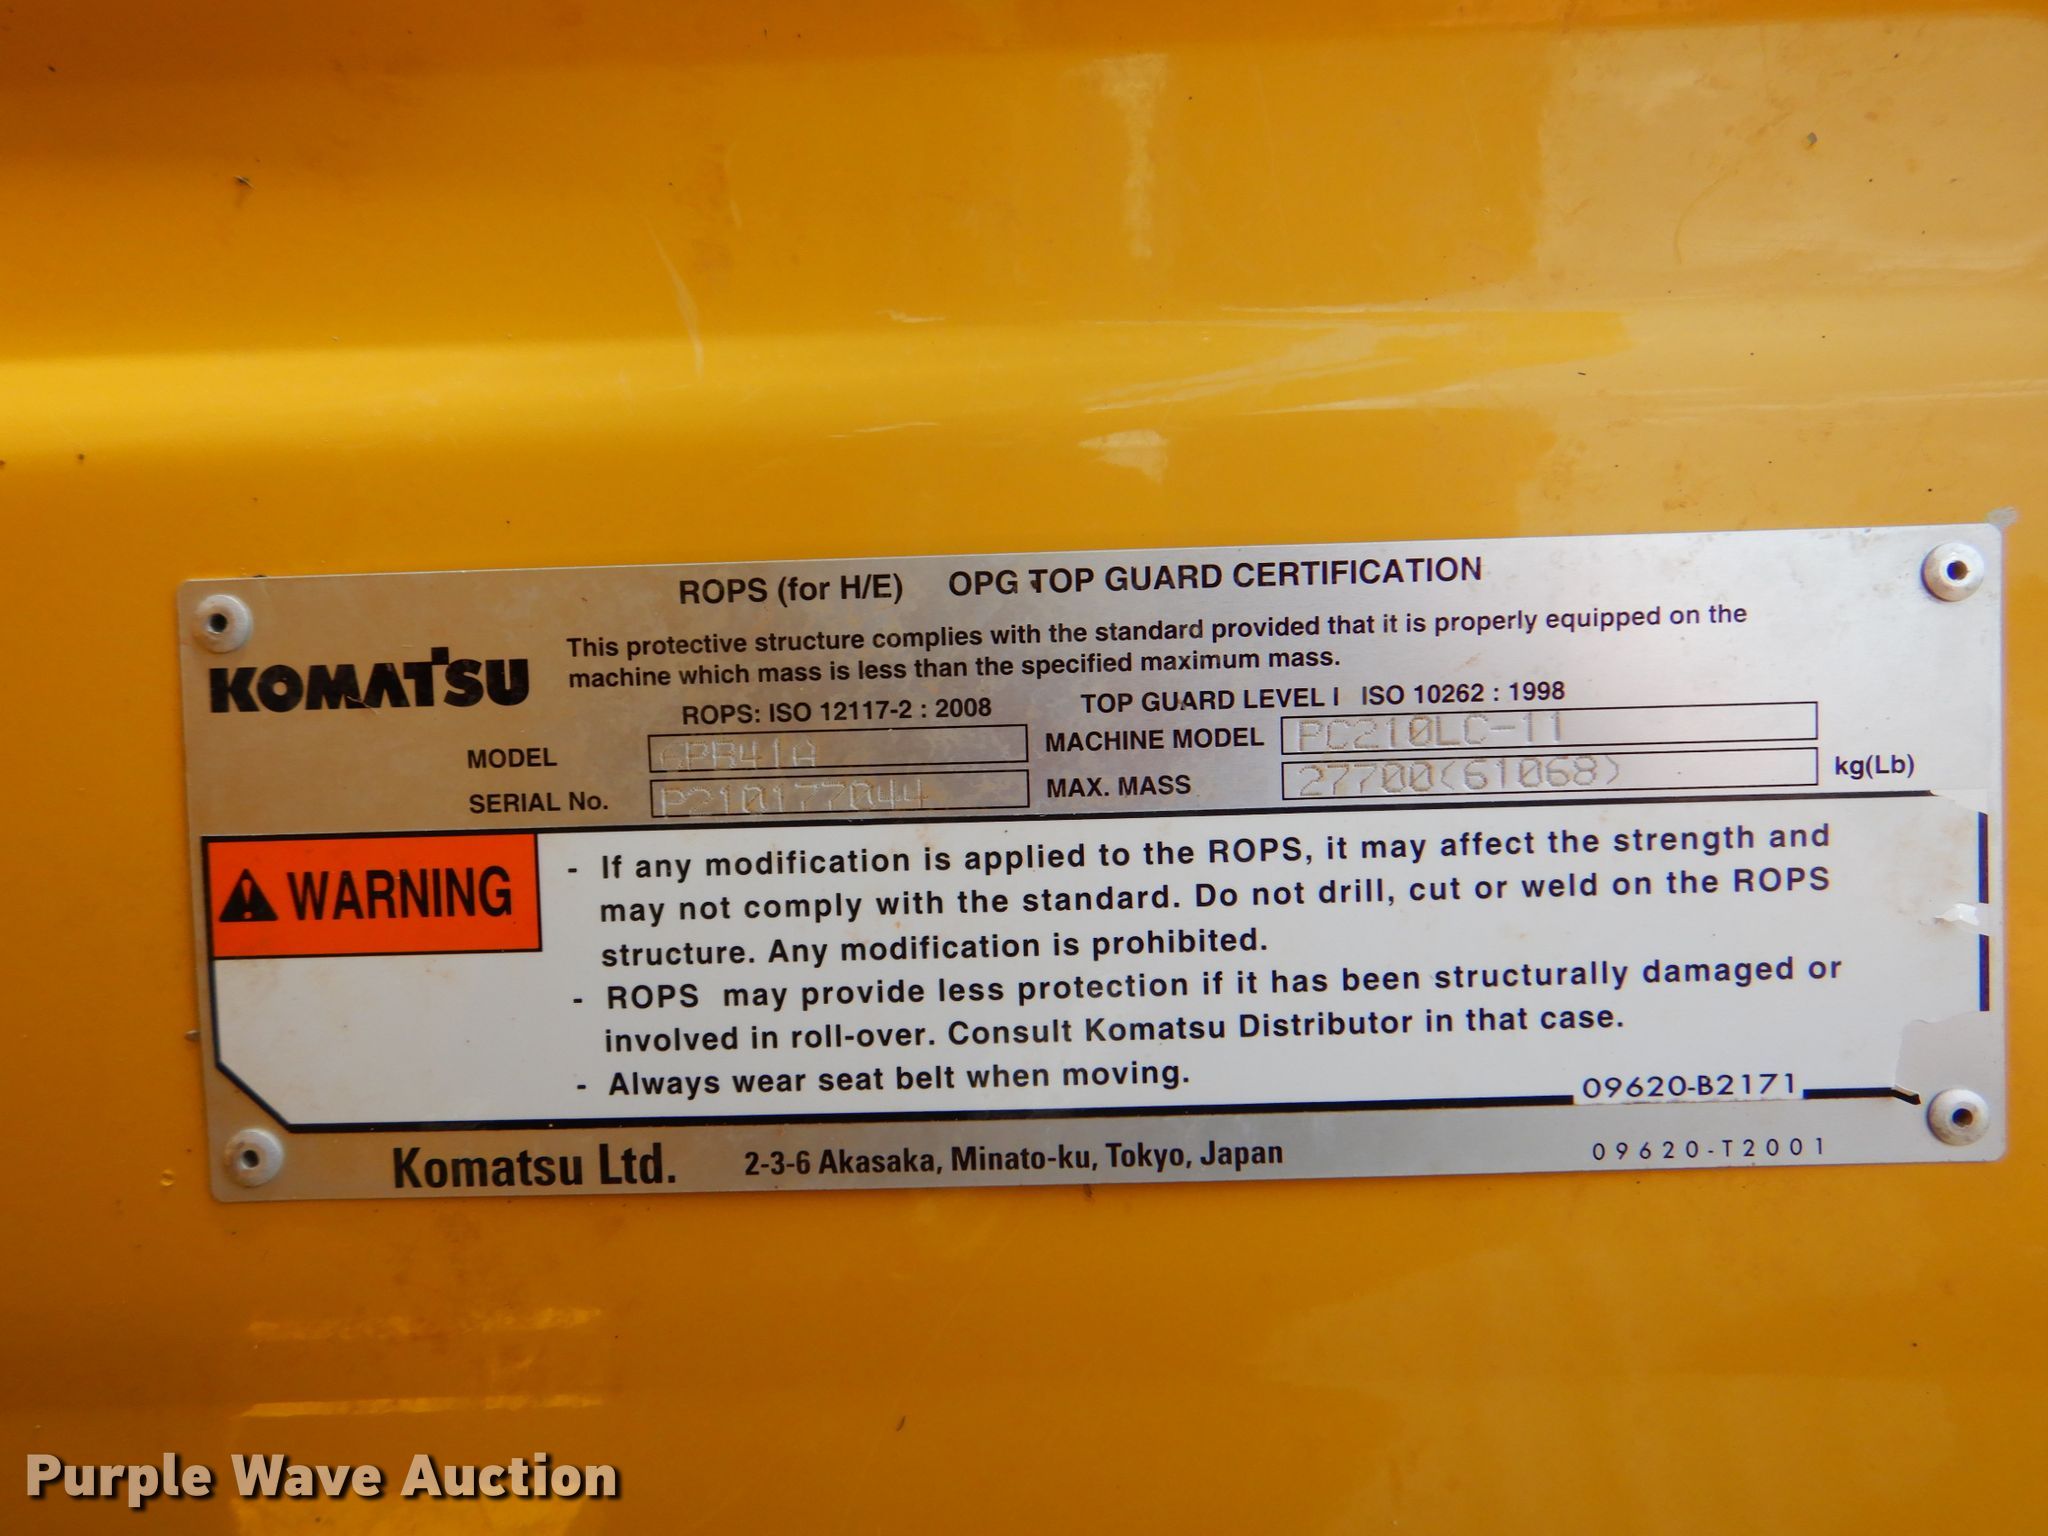 ROPS (for H/E) OPG TOP GUARD CERTIFICATION
KOMATSU
This protective structure complies with the standard provided that it is properly equipped on the
machine which mass is less than the specified maximum mass.
ROPS: ISO 12117-2 : 2008 TOP GUARD LEVEL I ISO 10262 : 1998
MODEL MACHINE MODEL PC210LC-11
SERIAL No. P210177044 MAX. MASS 27700(61068) kg(Lb)
WARNING
- If any modification is applied to the ROPS, it may affect the strength and
may not comply with the standard. Do not drill, cut or weld on the ROPS
structure. Any modification is prohibited.
- ROPS may provide less protection if it has been structurally damaged or
involved in roll-over. Consult Komatsu Distributor in that case.
- Always wear seat belt when moving.
09620-B2171
Komatsu Ltd. 2-3-6 Akasaka, Minato-ku, Tokyo, Japan 09620-T2001
Purple Wave Auction